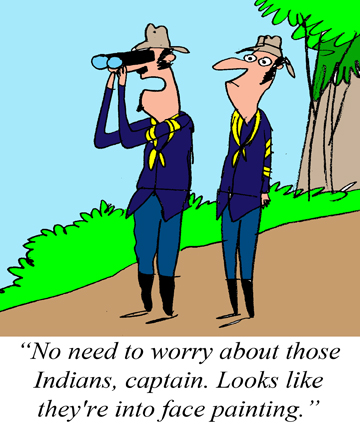 “No need to worry about those
Indians, captain. Looks like
they're into face painting.”